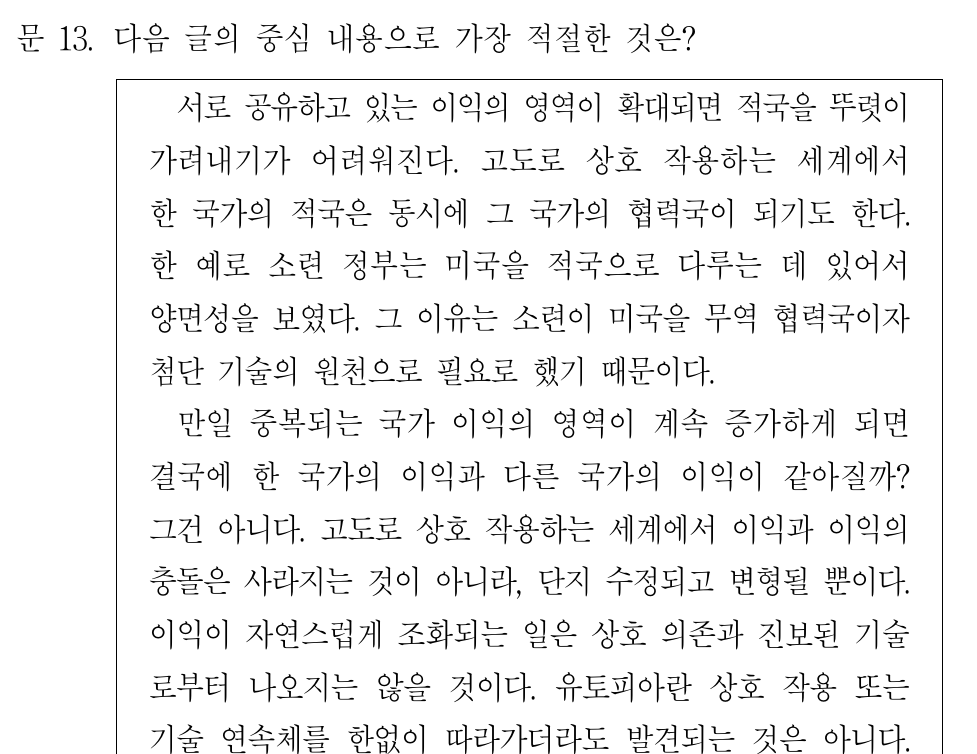 문 13. 다음 글의 중심 내용으로 가장 적절한 것은?
서로 공유하고 있는 이익의 영역이 확대되면 적국을 뚜렷이
가려내기가 어려워진다. 고도로 상호 작용하는 세계에서
한 국가의 적국은 동시에 그 국가의 협력국이 되기도 한다.
한 예로 소련 정부는 미국을 적국으로 다루는 데 있어서
양면성을 보였다. 그 이유는 소련이 미국을 무역 협력국이자
첨단 기술의 원천으로 필요로 했기 때문이다.
만일 중복되는 국가 이익의 영역이 계속 증가하게 되면
결국에 한 국가의 이익과 다른 국가의 이익이 같아질까?
그건 아니다. 고도로 상호 작용하는 세계에서 이익과 이익의
충돌은 사라지는 것이 아니라, 단지 수정되고 변형될 뿐이다.
이익이 자연스럽게 조화되는 일은 상호 의존과 진보된 기술
로부터 나오지는 않을 것이다. 유토피아란 상호 작용 또는
기술 연속체를 한없이 따라가더라도 발견되는 것은 아니다.